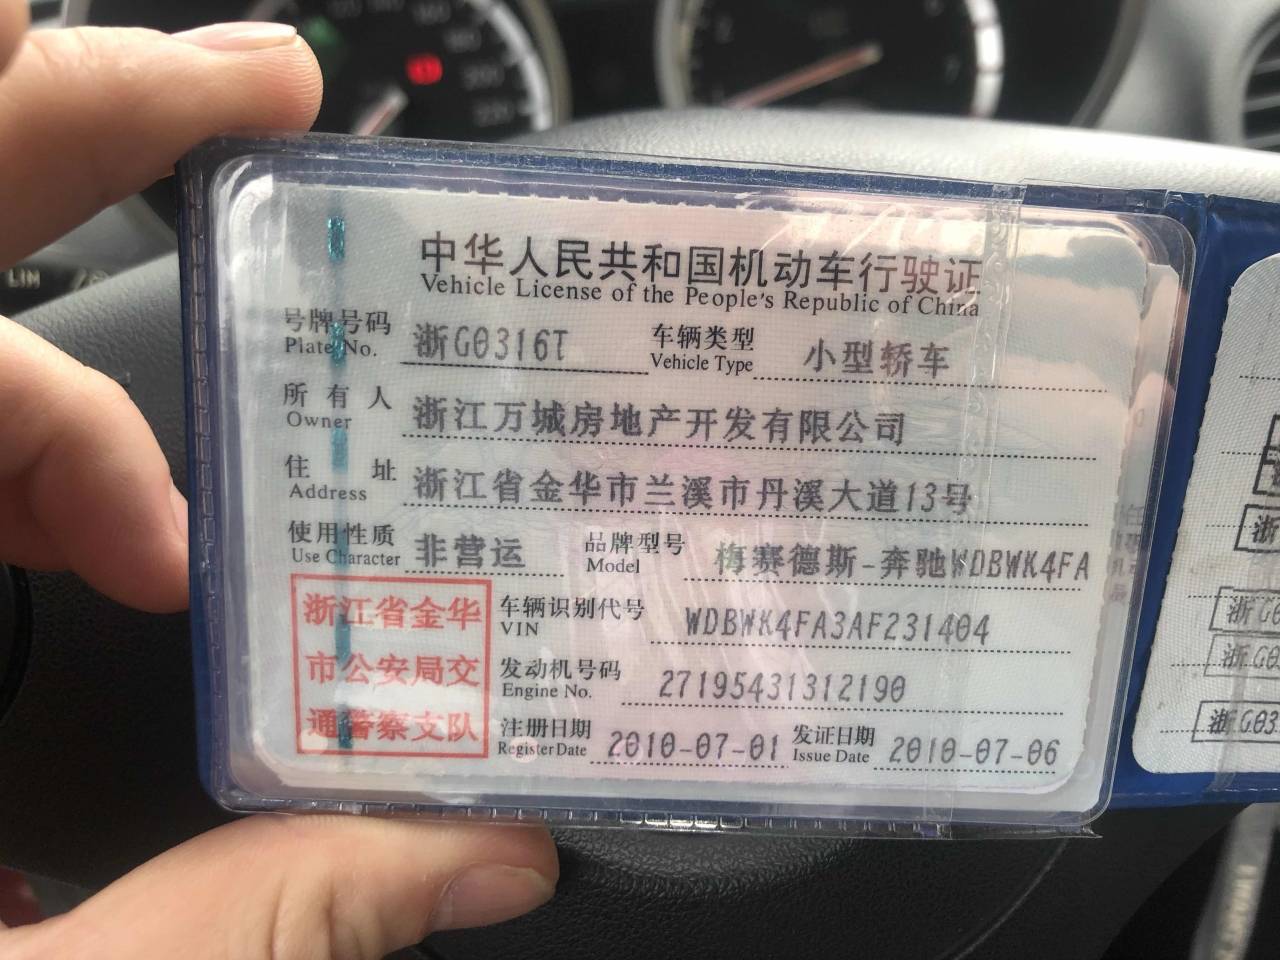 中华人民共和国机动车行驶证
Vehicle License of the People's Republic of China
号牌号码 浙G0316T 车辆类型 小型轿车
Plate No. Vehicle Type
所有人 浙江万城房地产开发有限公司
Owner
住址 浙江省金华市兰溪市丹溪大道13号
Address
使用性质 非营运 品牌型号 梅赛德斯-奔驰WDBWK4FA
Use Character Model
浙江省金华
市公安局交
通警察支队
车辆识别代号 WDBWK4FA3AF231404
VIN
发动机号码 27195431312190
Engine No.
注册日期 2010-07-01 发证日期 2010-07-06
Register Date Issue Date
浙
浙G0
浙G0
浙G03
LIM